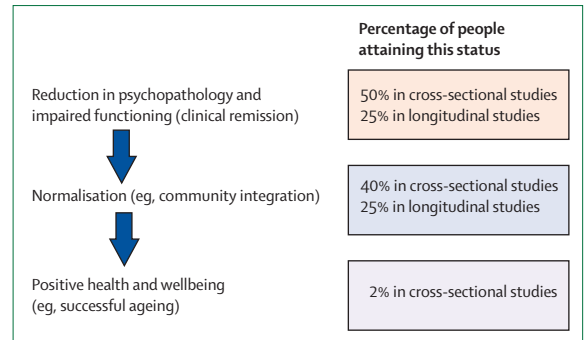 Percentage of people
attaining this status
Reduction in psychopathology and
impaired functioning (clinical remission)
50% in cross-sectional studies
25% in longitudinal studies
Normalisation (eg, community integration)
40% in cross-sectional studies
25% in longitudinal studies
Positive health and wellbeing
(eg, successful ageing)
2% in cross-sectional studies